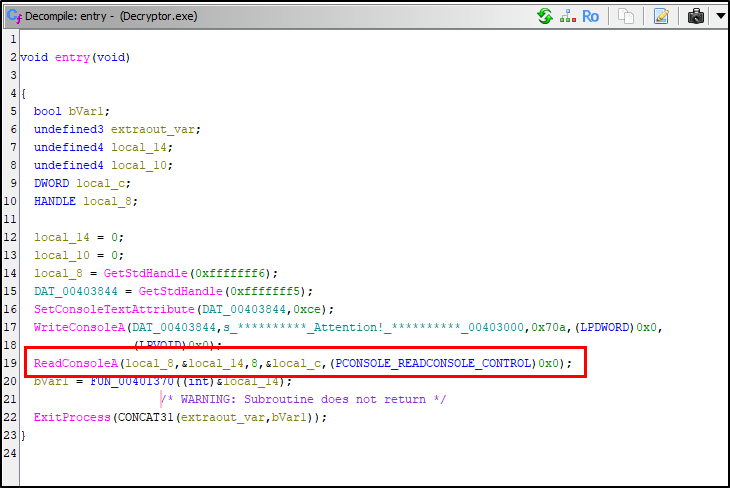 Decompile: entry - (Decryptor.exe)
1
2 void entry(void)
3
4 {
5 bool bVar1;
6 undefined3 extraout_var;
7 undefined4 local_14;
8 undefined4 local_10;
9 DWORD local_c;
10 HANDLE local_8;
11
12 local_14 = 0;
13 local_10 = 0;
14 local_8 = GetStdHandle(0xfffffff6);
15 DAT_00403844 = GetStdHandle(0xfffffff5);
16 SetConsoleTextAttribute(DAT_00403844,0xce);
17 WriteConsoleA(DAT_00403844,s_**********_Attention!_**********_00403000,0x70a,(LPDWORD)0x0,
18 (LPVOID)0x0);
19 ReadConsoleA(local_8,&local_14,8,&local_c,(PCONSOLE_READCONSOLE_CONTROL)0x0);
20 bVar1 = FUN_00401370((int)&local_14);
21 /* WARNING: Subroutine does not return */
22 ExitProcess(CONCAT31(extraout_var,bVar1));
23 }
24